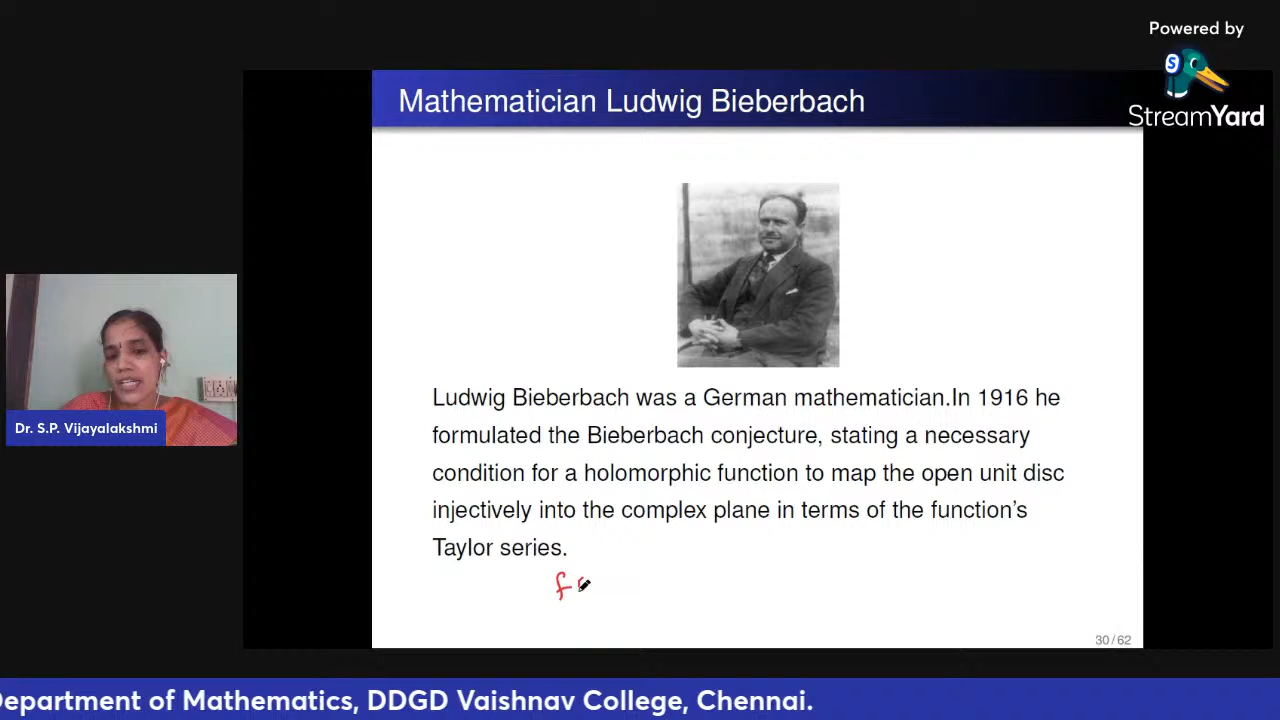 Powered by
S
StreamYard
Mathematician Ludwig Bieberbach
Ludwig Bieberbach was a German mathematician.In 1916 he
formulated the Bieberbach conjecture, stating a necessary
condition for a holomorphic function to map the open unit disc
injectively into the complex plane in terms of the function's
Taylor series.
f
30/62
Dr. S.P. Vijayalakshmi
Department of Mathematics, DDGD Vaishnav College, Chennai.